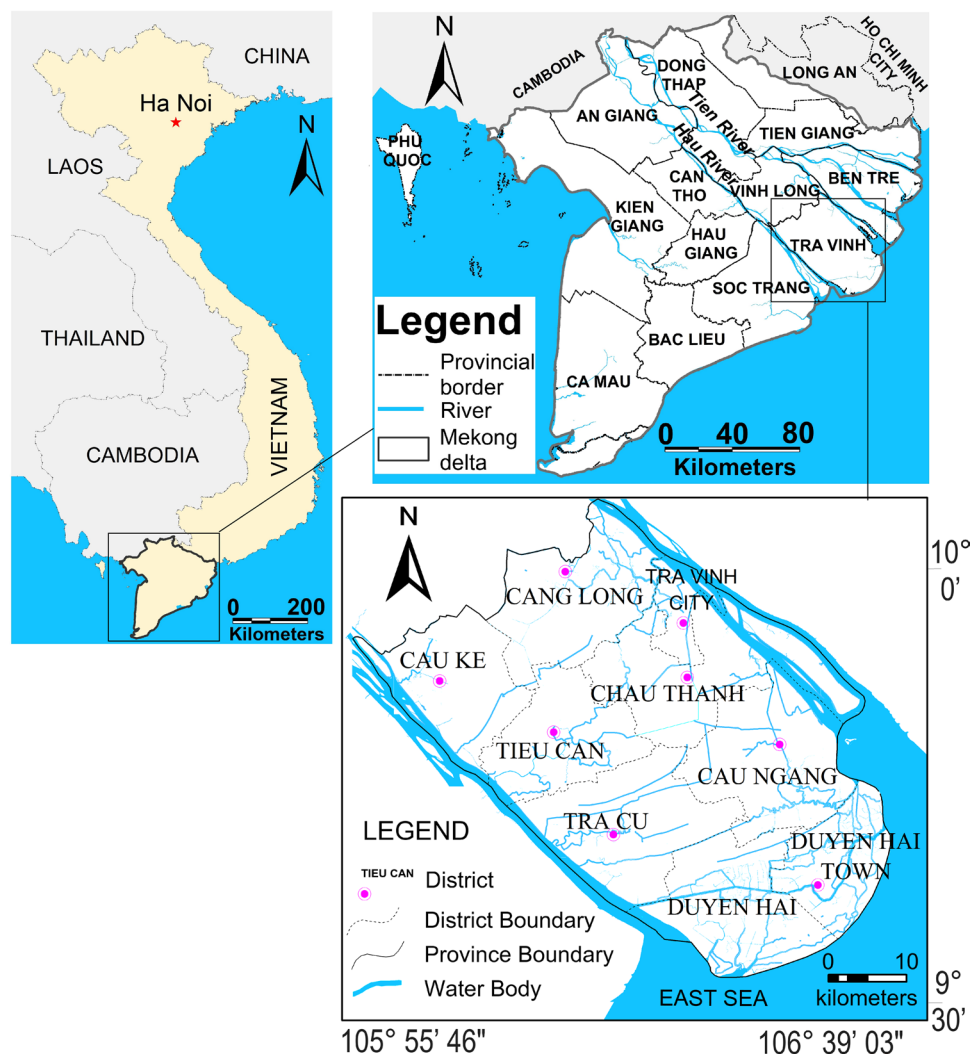 CHINA
Ha Noi
N
LAOS
THAILAND
VIETNAM
CAMBODIA
0 200
Kilometers
N
CAMBODIA
HO CHI MINH
CITY
DONG
THAP
LONG AN
AN GIANG
Tien River
TIEN GIANG
PHU
QUOC
Hau River
CAN
THO
VINH LONG
BEN TRE
KIEN
GIANG
HAU
GIANG
TRA VINH
SOC TRANG
Legend
Provincial
border
River
Mekong
delta
BAC LIEU
CA MAU
0 40 80
Kilometers
N
10°
0'
TRA VINH
CITY
CANG LONG
CAU KE
CHAU THANH
TIEU CAN
CAU NGANG
TRA CU
DUYEN HAI
TOWN
DUYEN HAI
LEGEND
TIEU CAN District
District Boundary
Province Boundary
Water Body
0 10
kilometers
EAST SEA
9°
30'
105° 55' 46"
106° 39' 03"